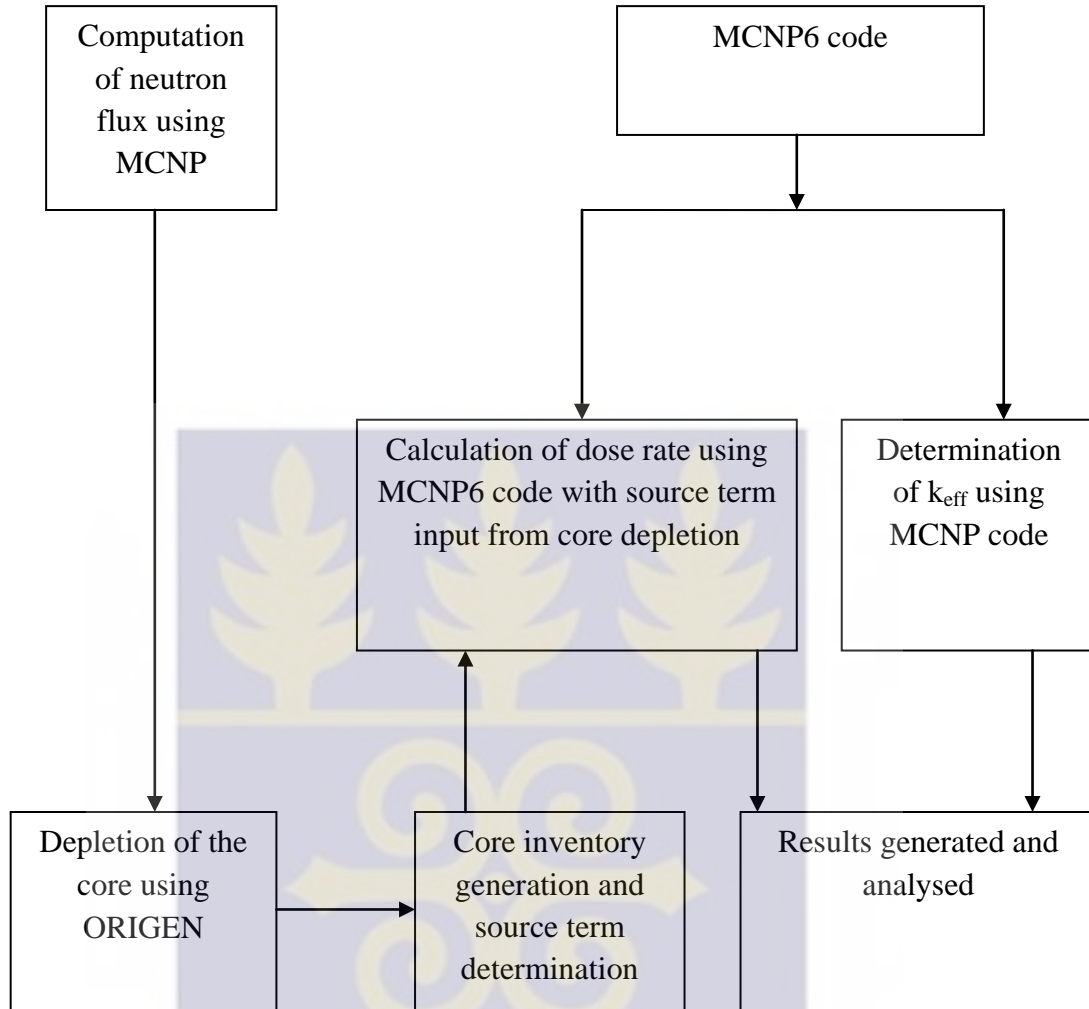 Computation
of neutron
flux using
MCNP
MCNP6 code
Calculation of dose rate using
MCNP6 code with source term
input from core depletion
Determination
of keff using
MCNP code
Depletion of the
core using
ORIGEN
Core inventory
generation and
source term
determination
Results generated and
analysed